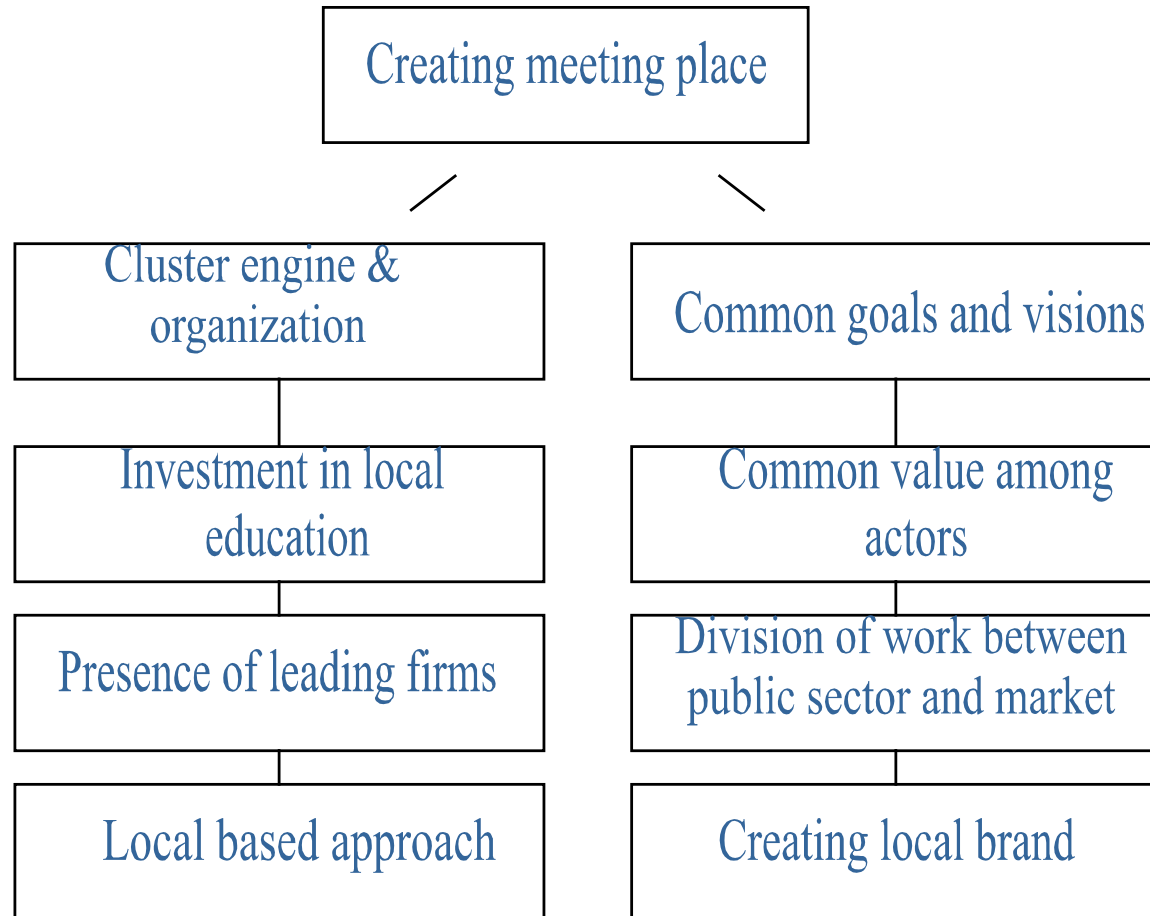 Creating meeting place
Cluster engine &
organization
Investment in local
education
Presence of leading firms
Local based approach
Common goals and visions
Common value among
actors
Division of work between
public sector and market
Creating local brand